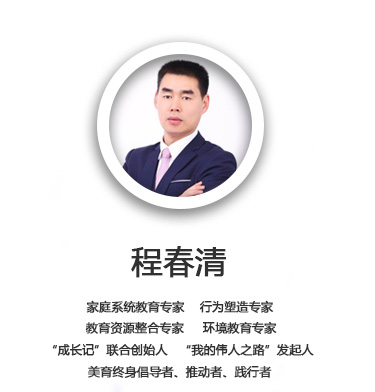 程春清
家庭系统教育专家 行为塑造专家
教育资源整合专家 环境教育专家
“成长记”联合创始人 “我的伟人之路”发起人
美育终身倡导者、推动者、践行者